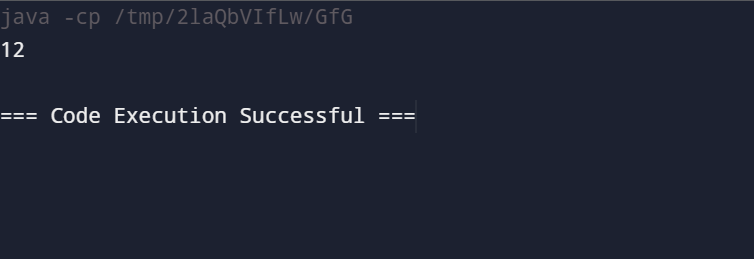 java -cp /tmp/2laQbVIfLw/GfG
12
=== Code Execution Successful ===